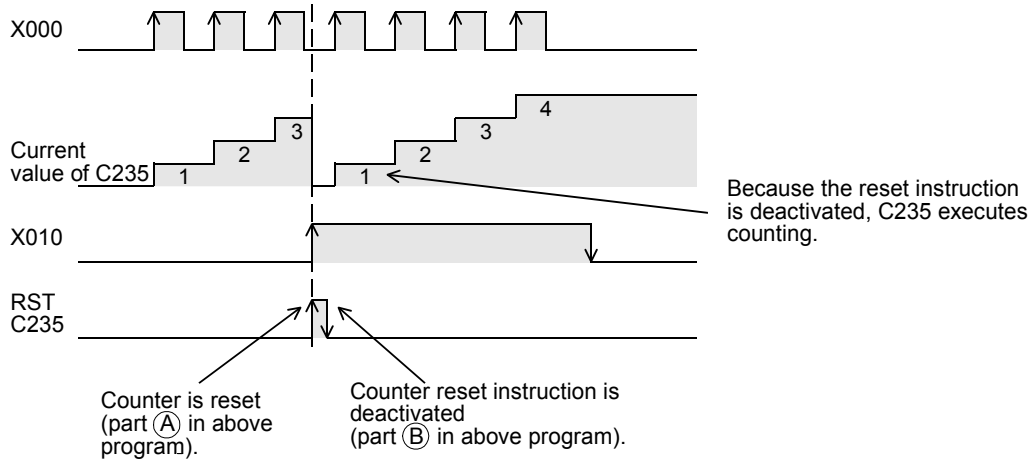 X000
Current
value of C235
1
2
3
1
2
3
4
Because the reset instruction
is deactivated, C235 executes
counting.
X010
RST
C235
Counter is reset
(part Ⓐ in above
program).
Counter reset instruction is
deactivated
(part Ⓑ in above program).